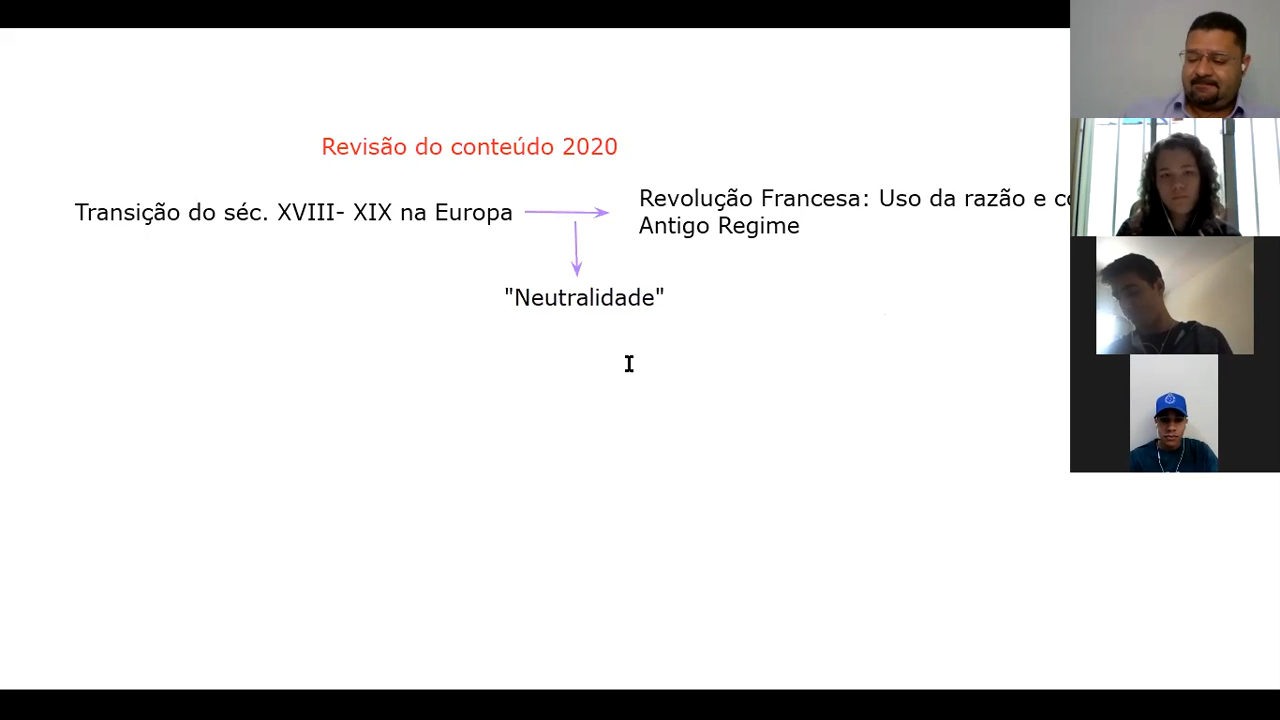 Revisão do conteúdo 2020
Transição do séc. XVIII- XIX na Europa
Revolução Francesa: Uso da razão e
Antigo Regime
"Neutralidade"